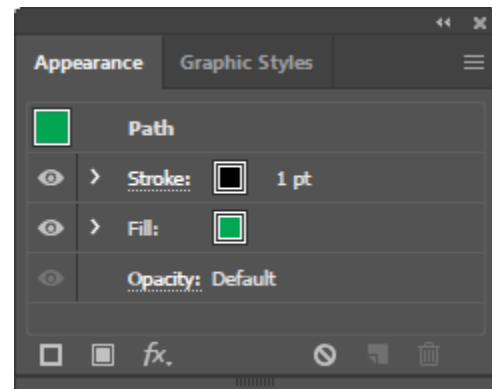 Appearance Graphic Styles
Path
Stroke: 1 pt
Fill:
Opacity: Default
fx.